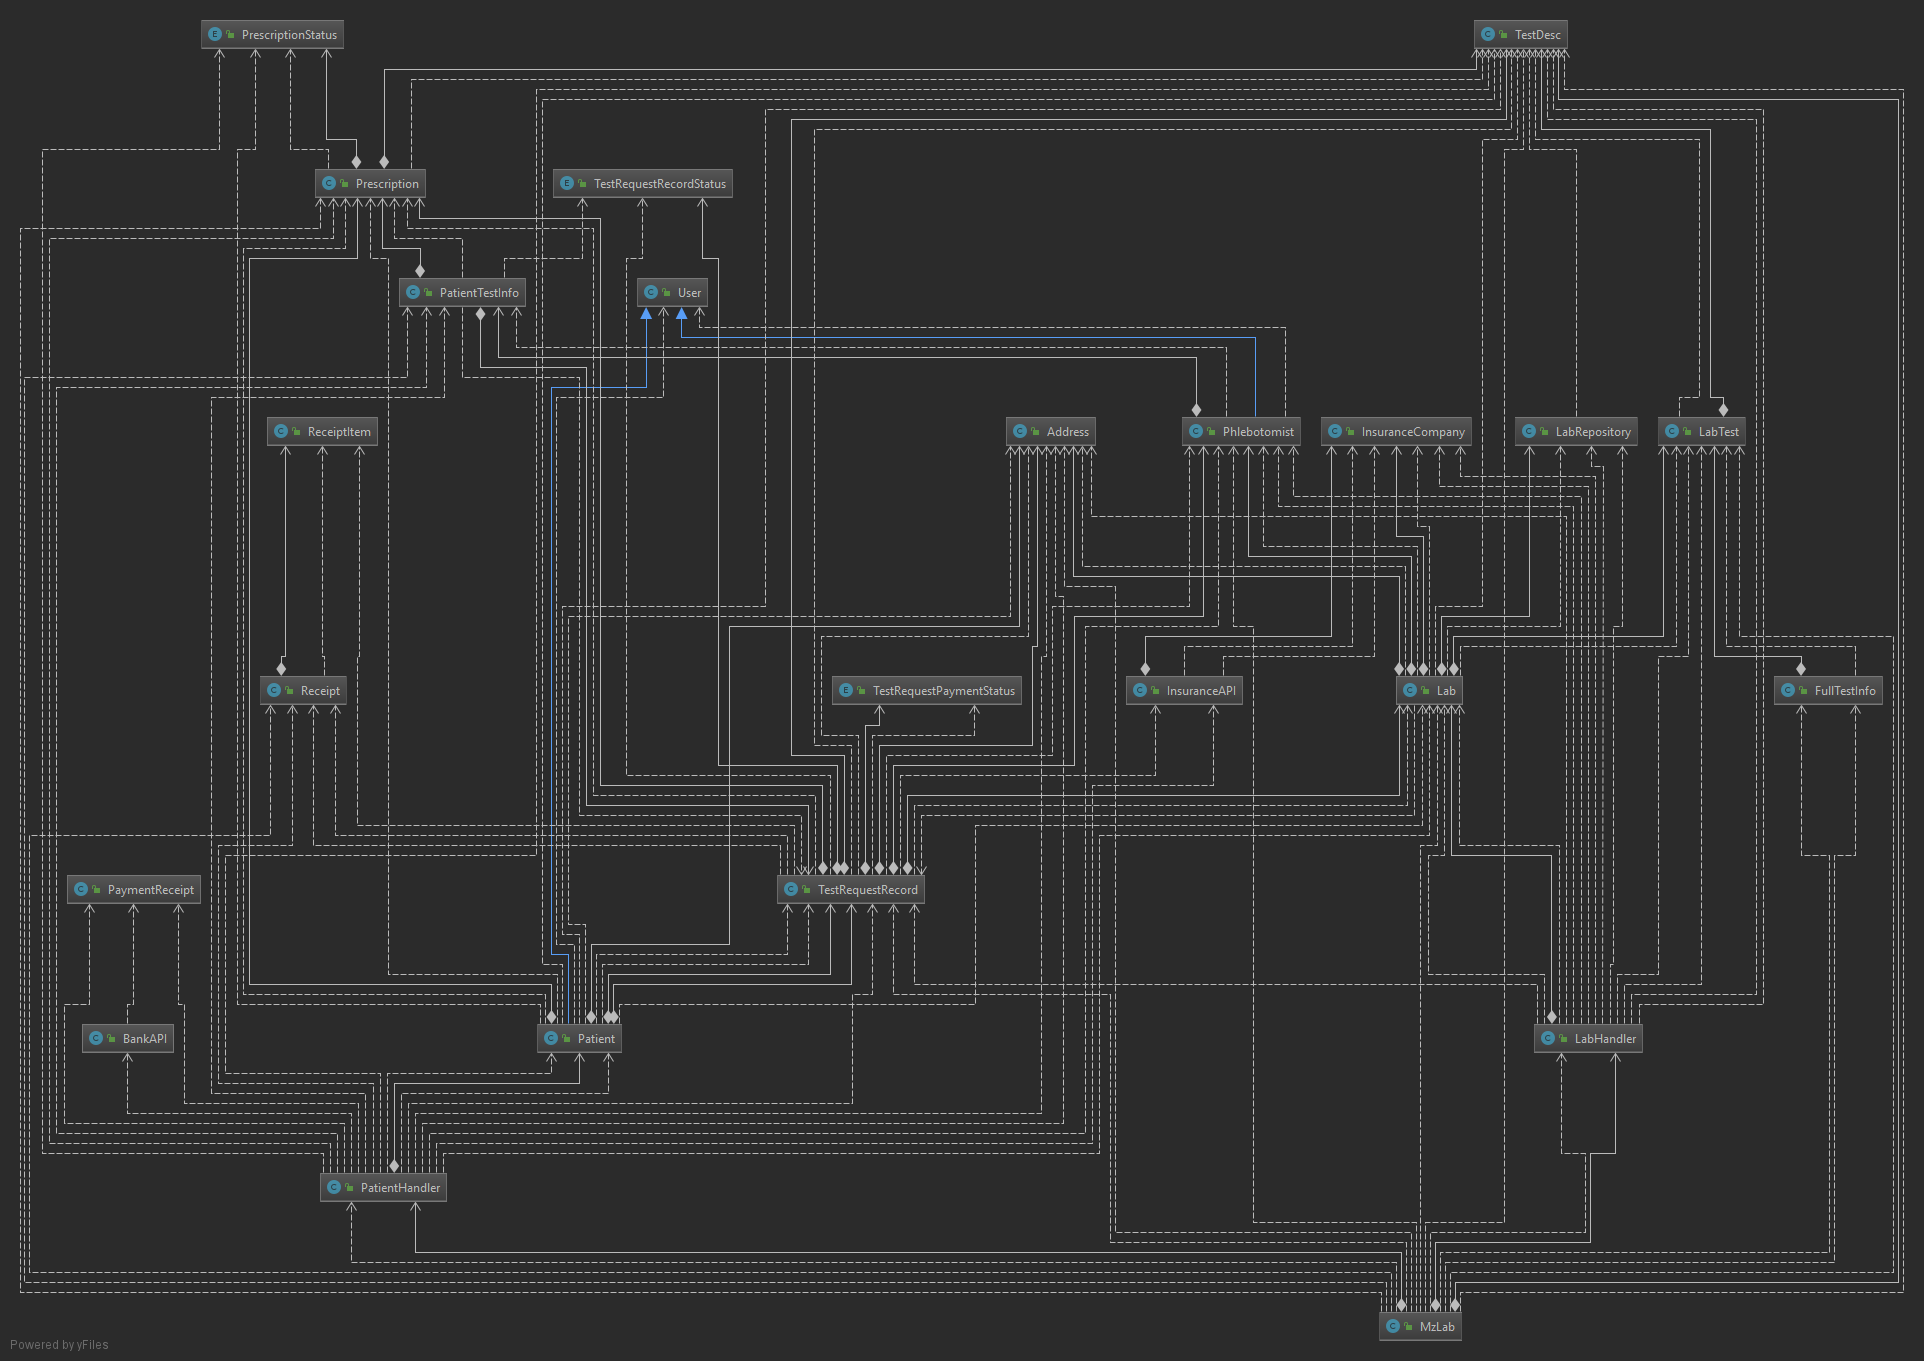 E PrescriptionStatus
C TestDesc
C Prescription
E TestRequestRecordStatus
C PatientTestInfo
C User
C ReceiptItem
C Address
C Phlebotomist
C InsuranceCompany
C LabRepository
C LabTest
C Receipt
E TestRequestPaymentStatus
C InsuranceAPI
C Lab
C FullTestInfo
C PaymentReceipt
C TestRequestRecord
C BankAPI
C Patient
C LabHandler
C PatientHandler
C MzLab
Powered by yFiles